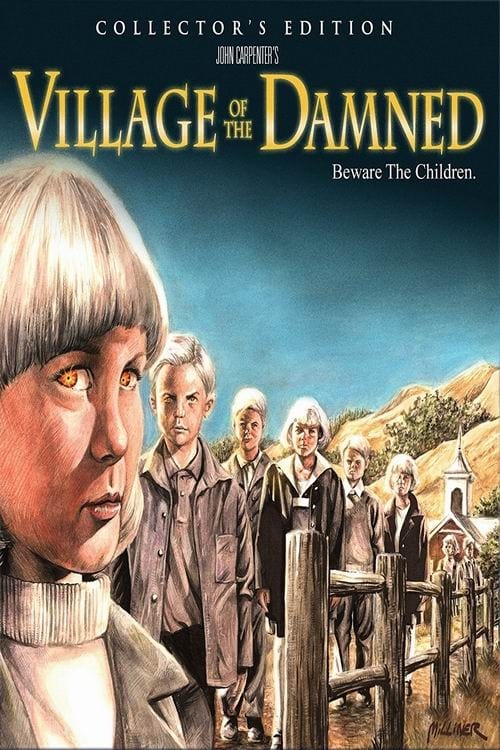 COLLECTOR'S EDITION
JOHN CARPENTER'S
VILLAGE OF THE DAMNED
Beware The Children.
MILLINER